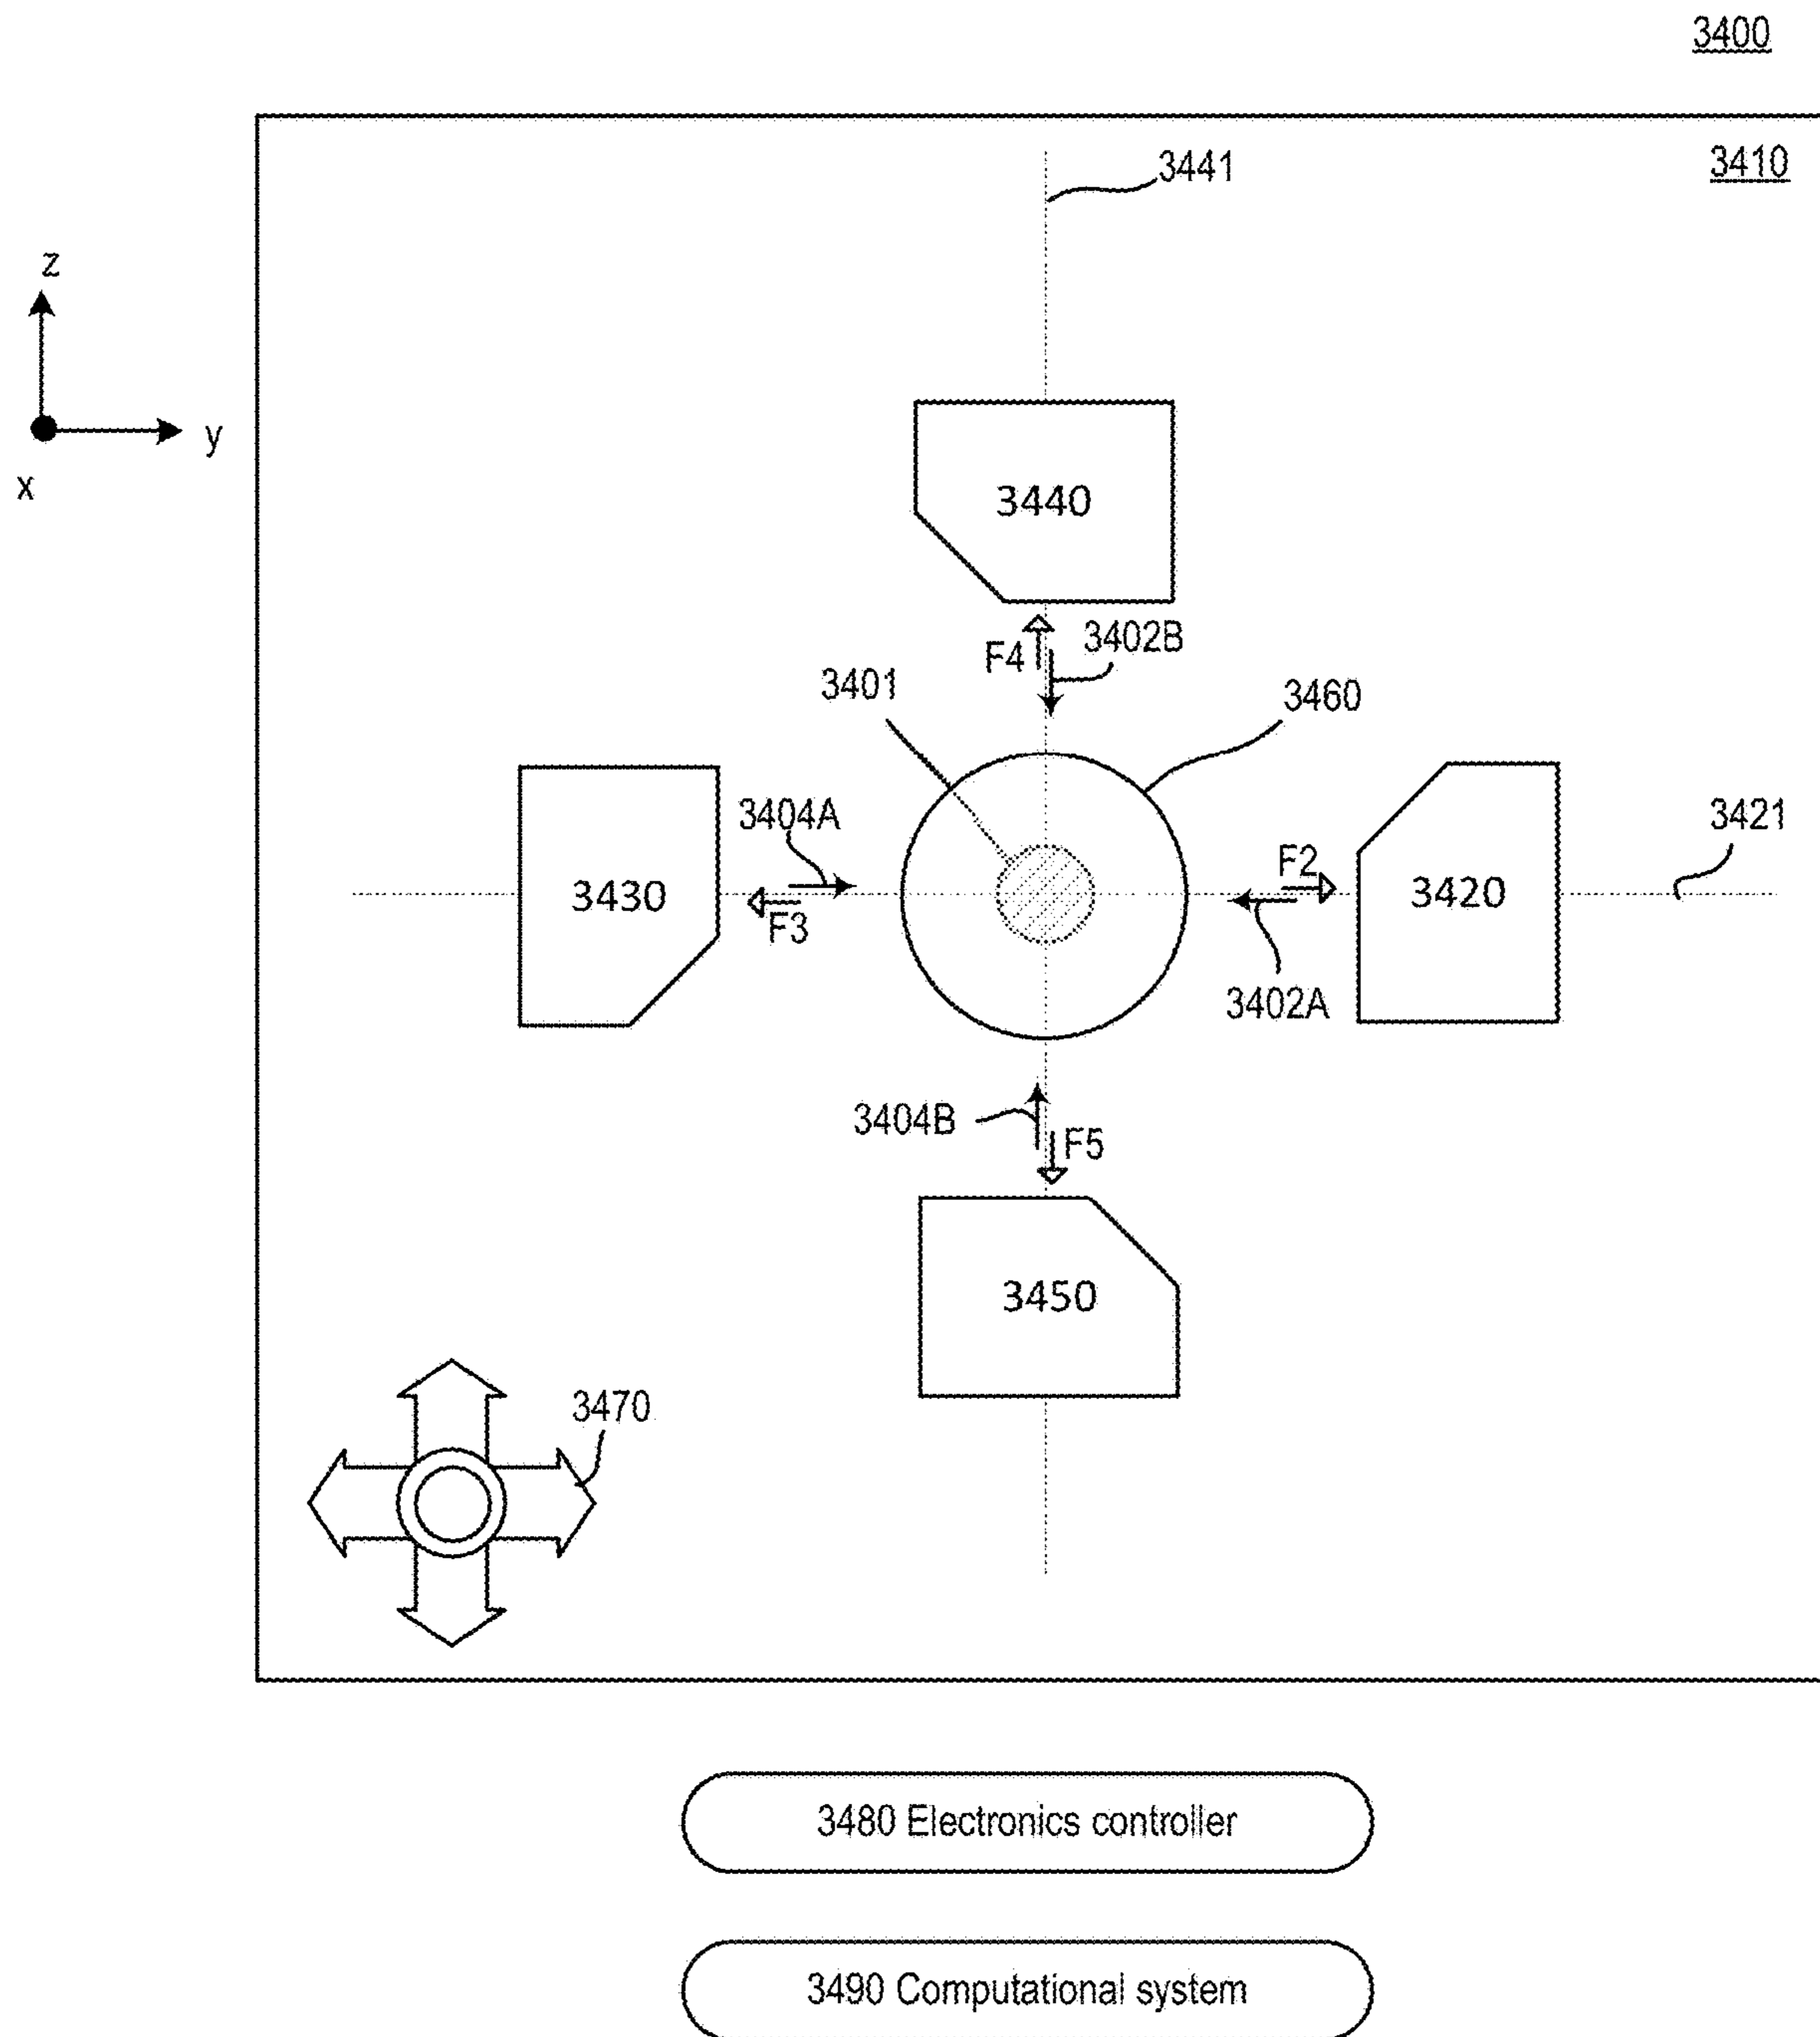 3400
3410
3441
z
y
x
3440
F4
3402B
3401
3460
3404A
3421
F2
3430
F3
3420
3402A
3404B
F5
3450
3470
3480 Electronics controller
3490 Computational system